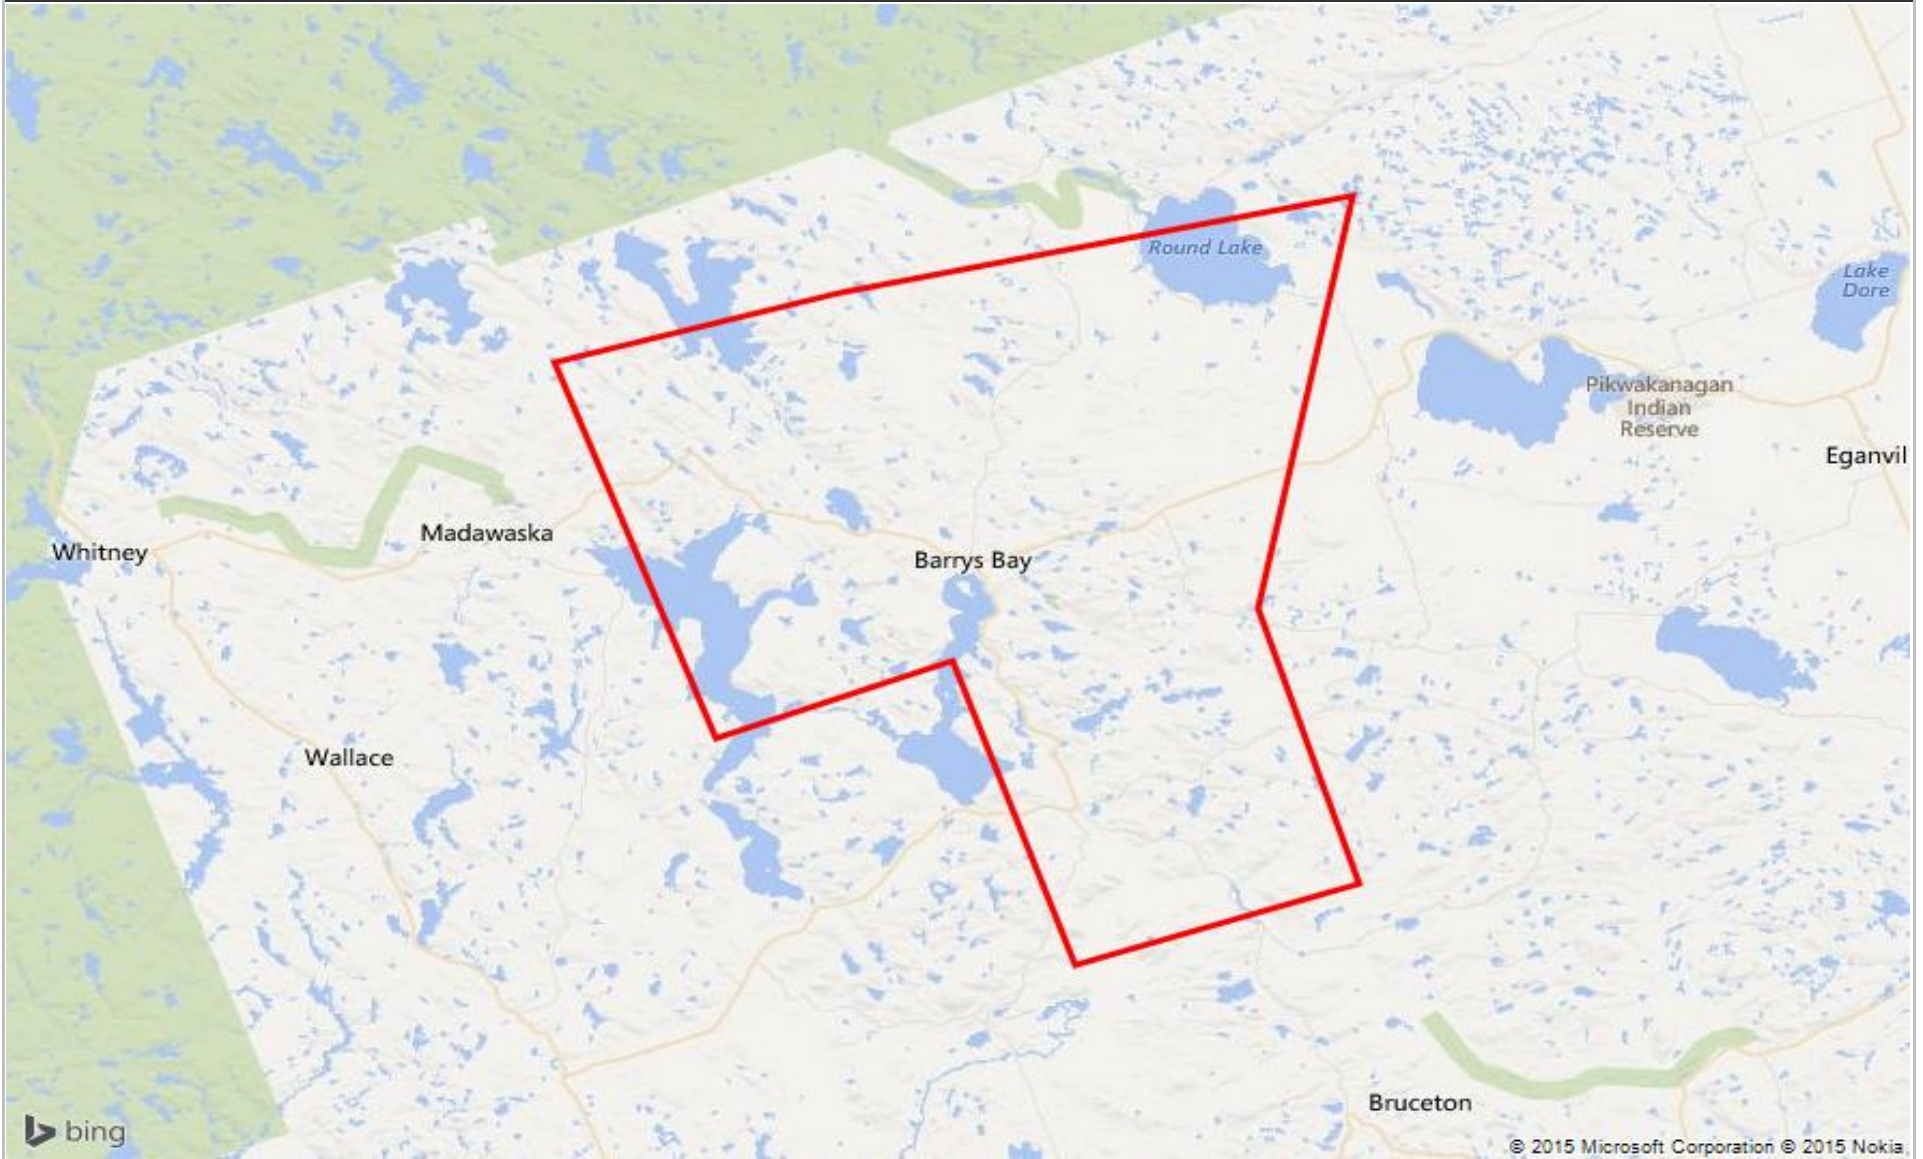 Round Lake
Lake
Dore
Pikwakanagan
Indian
Reserve
Eganvil
Madawaska
Whitney
Barrys Bay
Wallace
Bruceton
bing
© 2015 Microsoft Corporation © 2015 Nokia